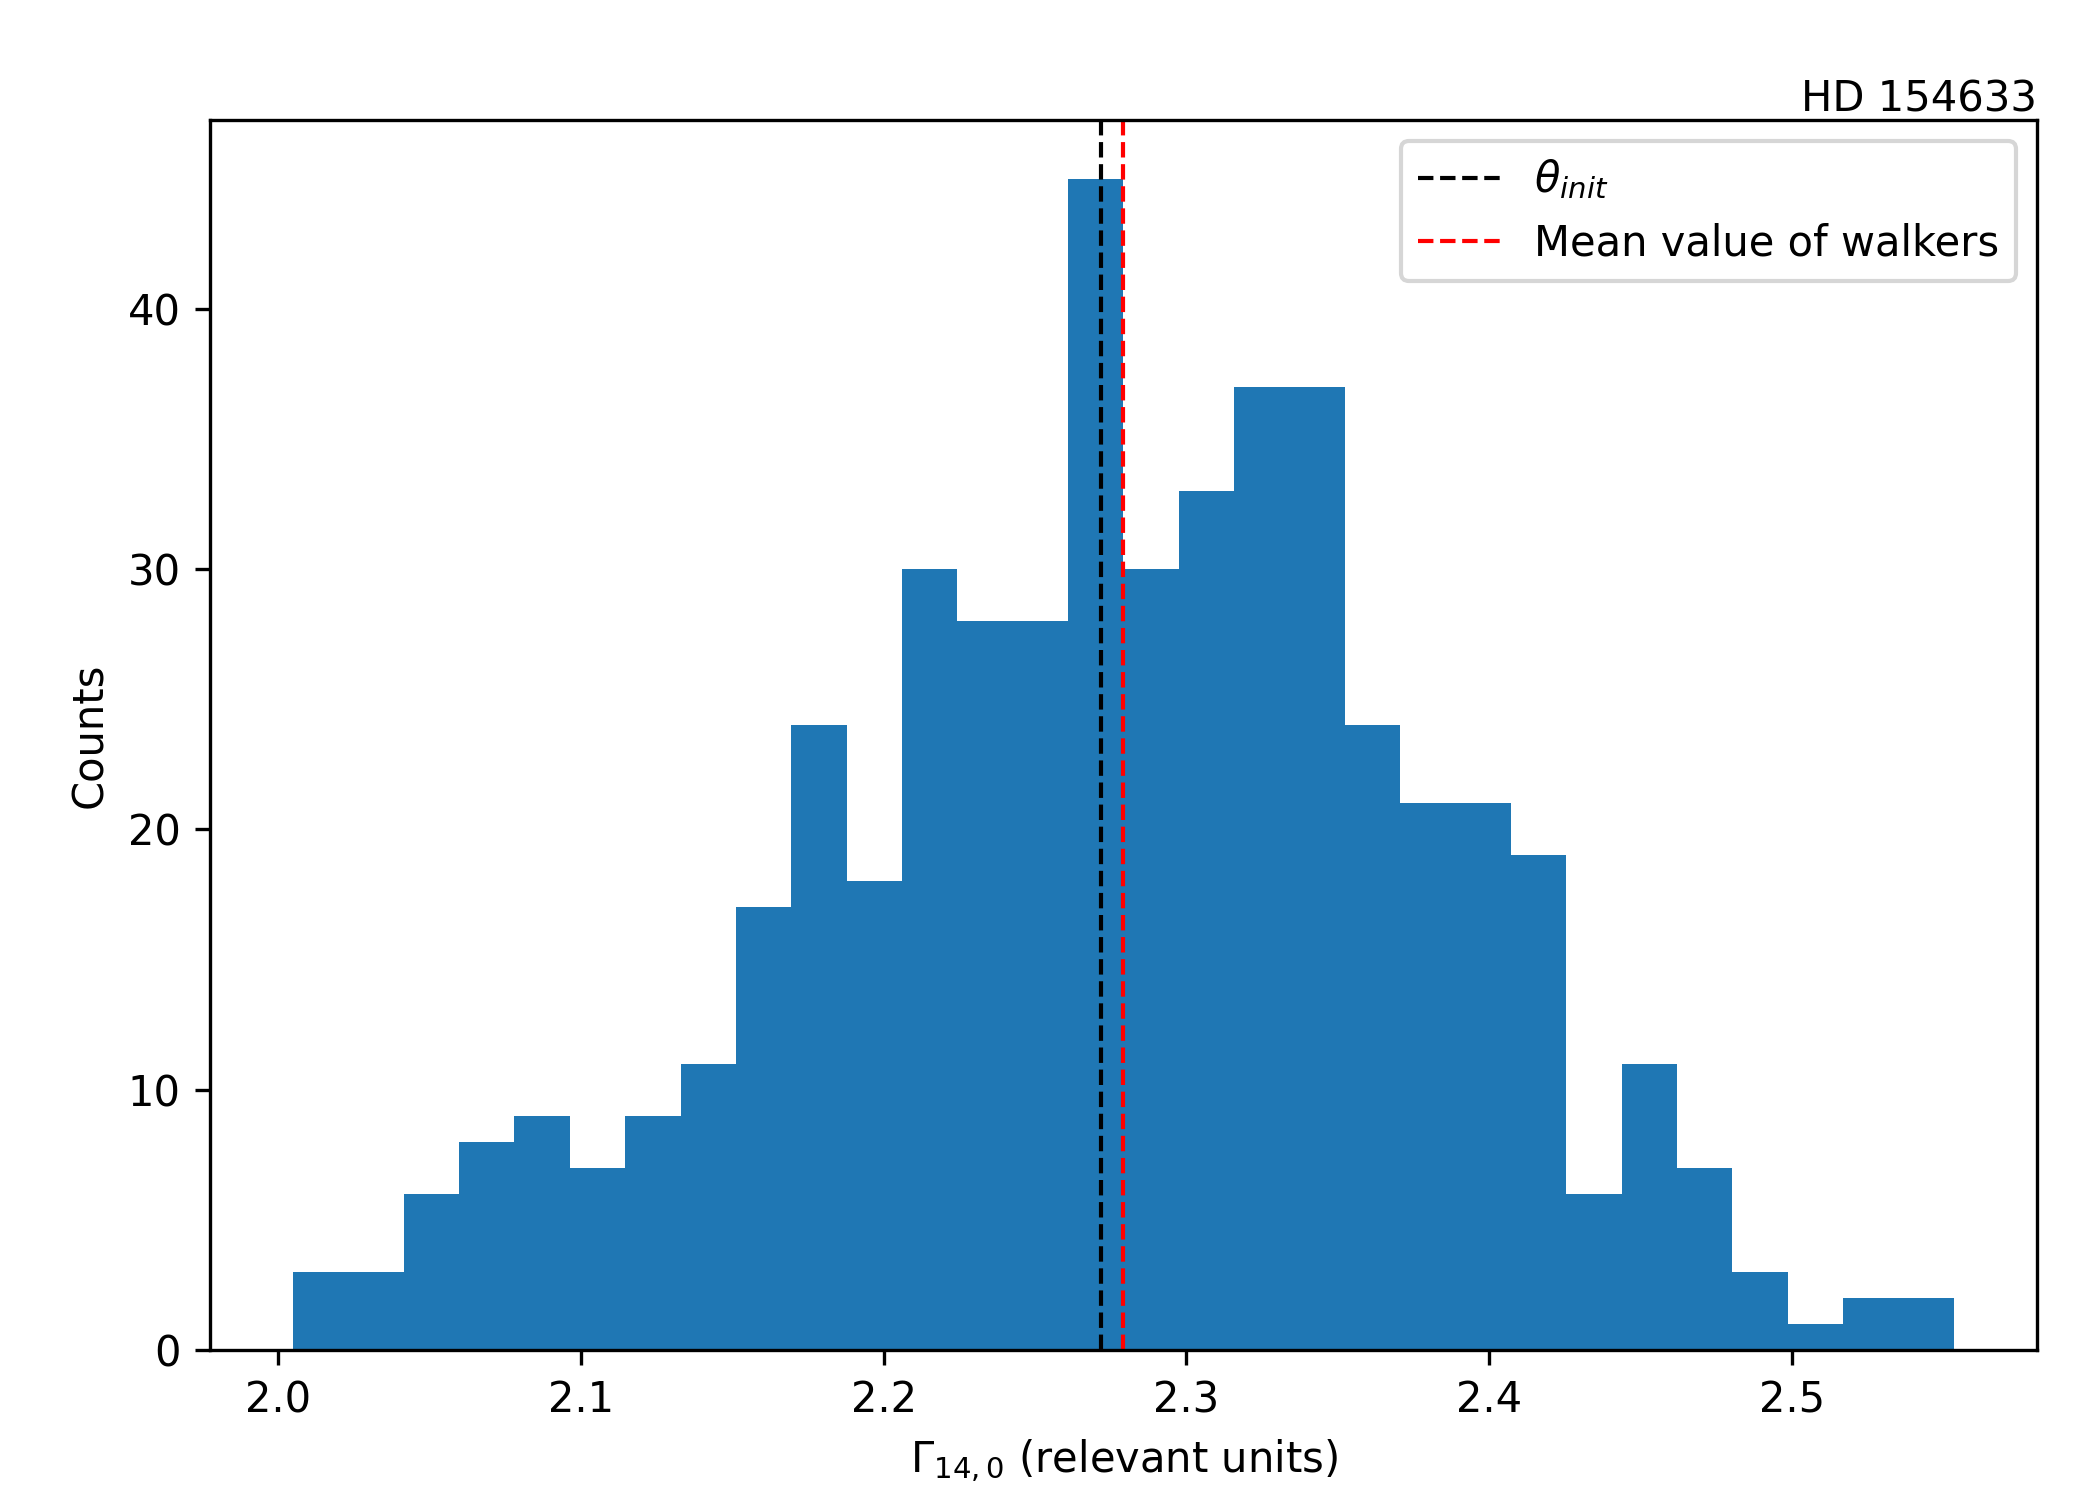 HD 154633
θinit
Mean value of walkers
Counts
40
30
20
10
0
2.0 2.1 2.2 2.3 2.4 2.5
Γ14, 0 (relevant units)